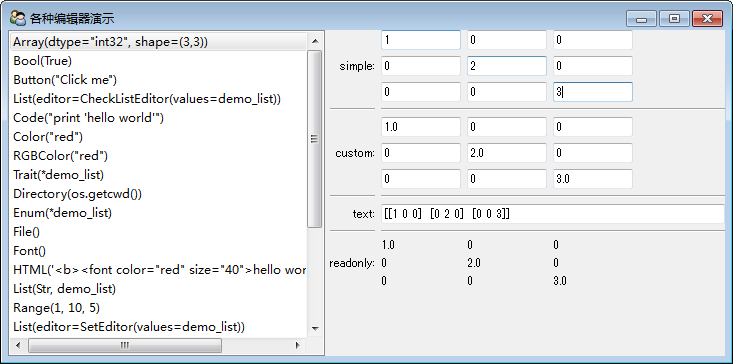 各种编辑器演示
Array(dtype="int32", shape=(3,3))
Bool(True)
Button("Click me")
List(editor=CheckListEditor(values=demo_list))
Code("print 'hello world'")
Color("red")
RGBColor("red")
Trait(*demo_list)
Directory(os.getcwd())
Enum(*demo_list)
File()
Font()
HTML('<b><font color="red" size="40">hello wor
List(Str, demo_list)
Range(1, 10, 5)
List(editor=SetEditor(values=demo_list))
1 0 0
simple: 0 2 0
0 0 3
1.0 0 0
custom: 0 2.0 0
0 0 3.0
text: [[1 0 0] [0 2 0] [0 0 3]]
1.0 0 0
readonly: 0 2.0 0
0 0 3.0